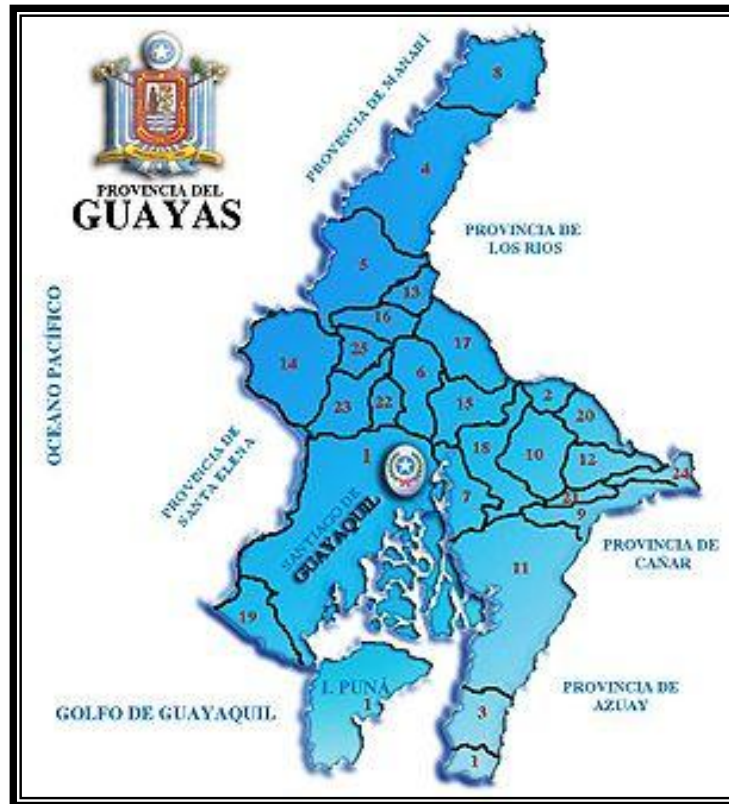 PROVINCIA DEL
GUAYAS
PROVINCIA DE MANABÍ
8
4
PROVINCIA DE
LOS RIOS
5
13
16
17
OCEANO PACÍFICO
14
25
6
23
22
15
2
20
18
10
12
24
1
7
21
9
PROVINCIA DE
SANTA ELENA
SANTIAGO DE
GUAYAQUIL
PROVINCIA DE
CAÑAR
11
19
I. PUNÁ
1
GOLFO DE GUAYAQUIL
PROVINCIA DE
AZUAY
3
1